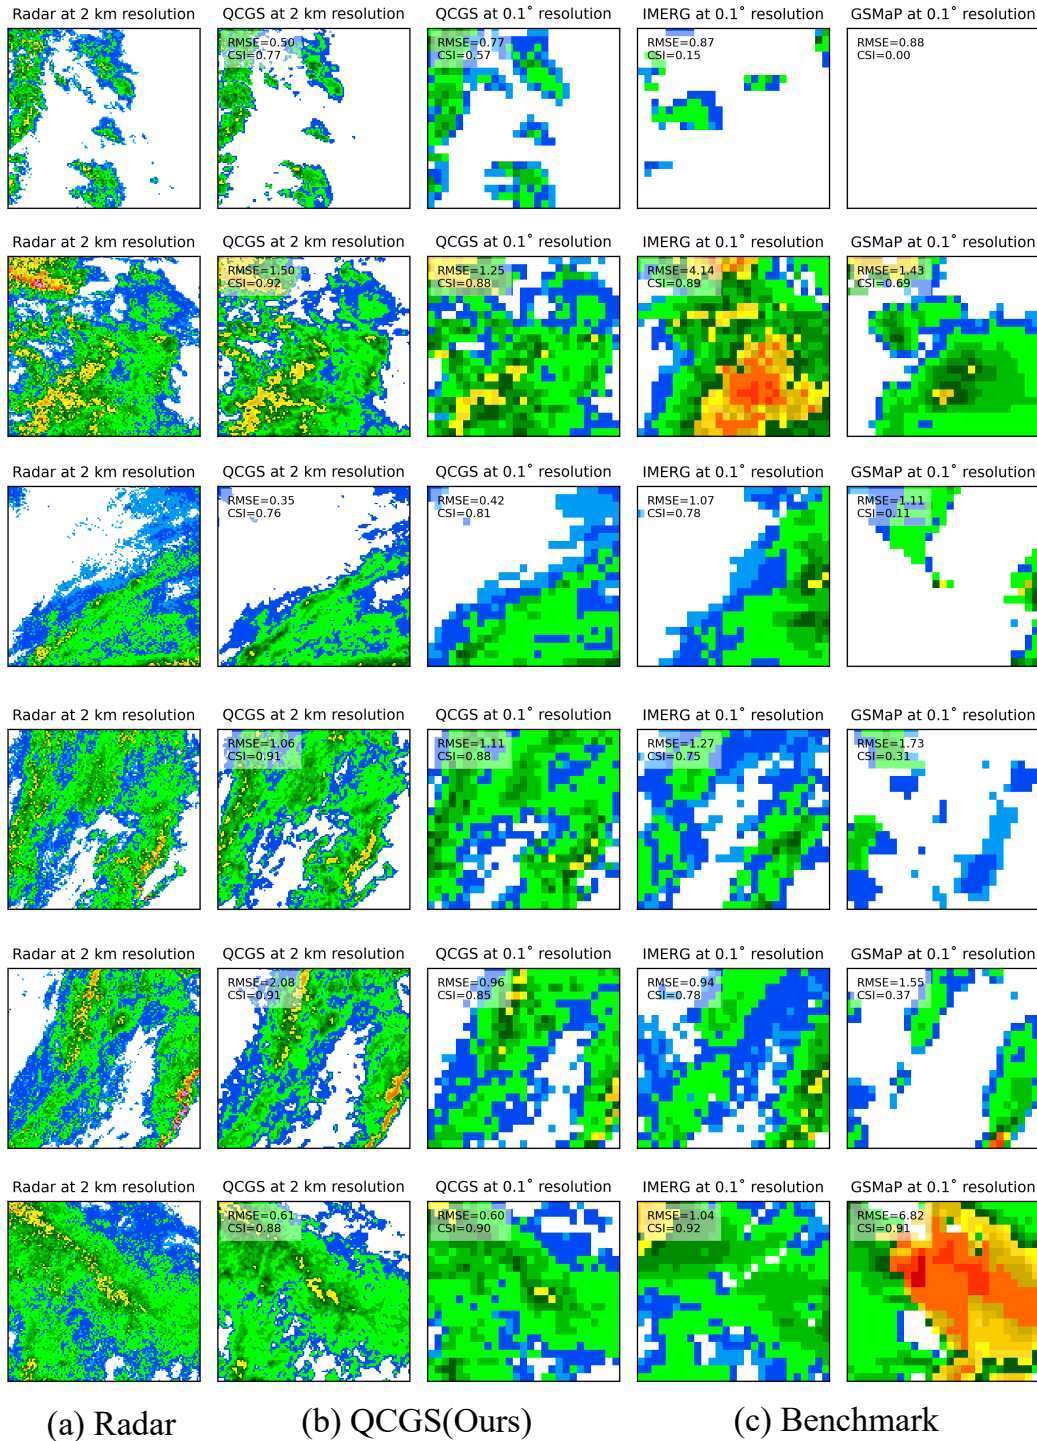 Radar at 2 km resolution
QCGS at 2 km resolution
QCGS at 0.1˚ resolution
IMERG at 0.1˚ resolution
GSMaP at 0.1˚ resolution
RMSE=0.50
CSI=0.77
RMSE=0.77
CSI=0.57
RMSE=0.87
CSI=0.15
RMSE=0.88
CSI=0.00
Radar at 2 km resolution
QCGS at 2 km resolution
QCGS at 0.1˚ resolution
IMERG at 0.1˚ resolution
GSMaP at 0.1˚ resolution
RMSE=1.50
CSI=0.92
RMSE=1.25
CSI=0.88
RMSE=4.14
CSI=0.89
RMSE=1.43
CSI=0.69
Radar at 2 km resolution
QCGS at 2 km resolution
QCGS at 0.1˚ resolution
IMERG at 0.1˚ resolution
GSMaP at 0.1˚ resolution
RMSE=0.35
CSI=0.76
RMSE=0.42
CSI=0.81
RMSE=1.07
CSI=0.78
RMSE=1.11
CSI=0.11
Radar at 2 km resolution
QCGS at 2 km resolution
QCGS at 0.1˚ resolution
IMERG at 0.1˚ resolution
GSMaP at 0.1˚ resolution
RMSE=1.06
CSI=0.91
RMSE=1.11
CSI=0.88
RMSE=1.27
CSI=0.75
RMSE=1.73
CSI=0.31
Radar at 2 km resolution
QCGS at 2 km resolution
QCGS at 0.1˚ resolution
IMERG at 0.1˚ resolution
GSMaP at 0.1˚ resolution
RMSE=2.08
CSI=0.91
RMSE=0.96
CSI=0.85
RMSE=0.94
CSI=0.78
RMSE=1.55
CSI=0.37
Radar at 2 km resolution
QCGS at 2 km resolution
QCGS at 0.1˚ resolution
IMERG at 0.1˚ resolution
GSMaP at 0.1˚ resolution
RMSE=0.61
CSI=0.88
RMSE=0.60
CSI=0.90
RMSE=1.04
CSI=0.92
RMSE=6.82
CSI=0.91
(a) Radar
(b) QCGS(Ours)
(c) Benchmark